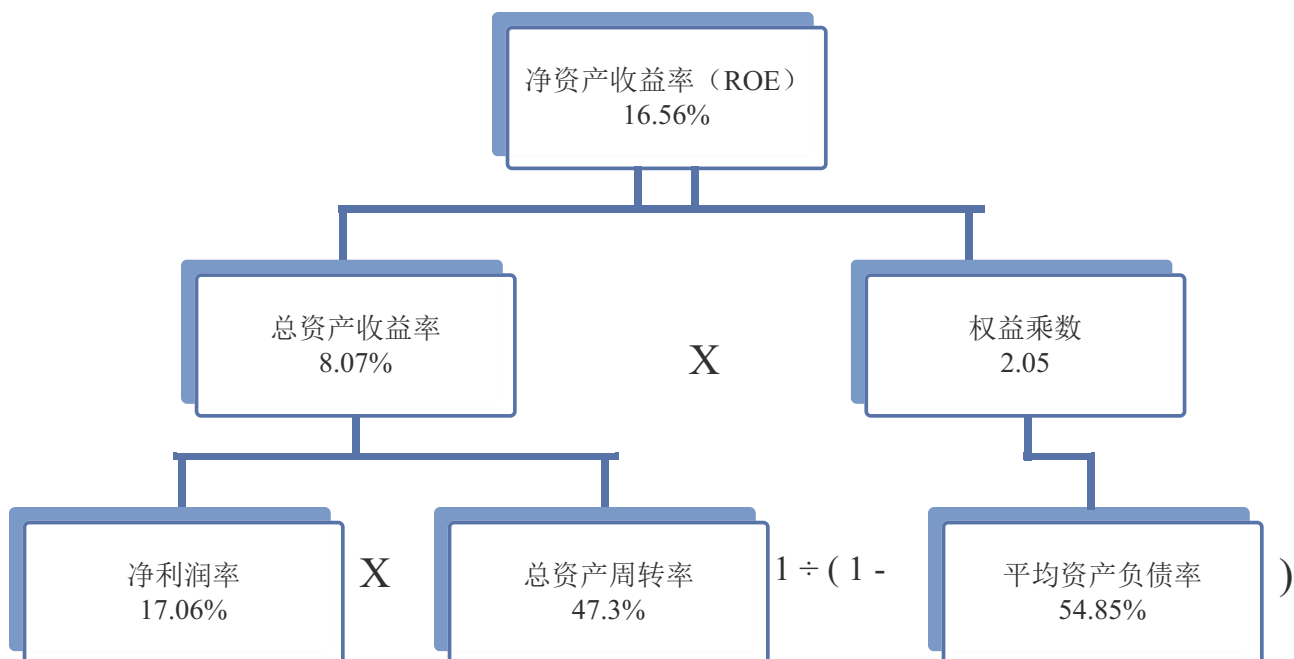 净资产收益率（ROE）
16.56%
总资产收益率
8.07%
X
权益乘数
2.05
净利润率
17.06%
X
总资产周转率
47.3%
1 ÷ ( 1 -
平均资产负债率
54.85%
)